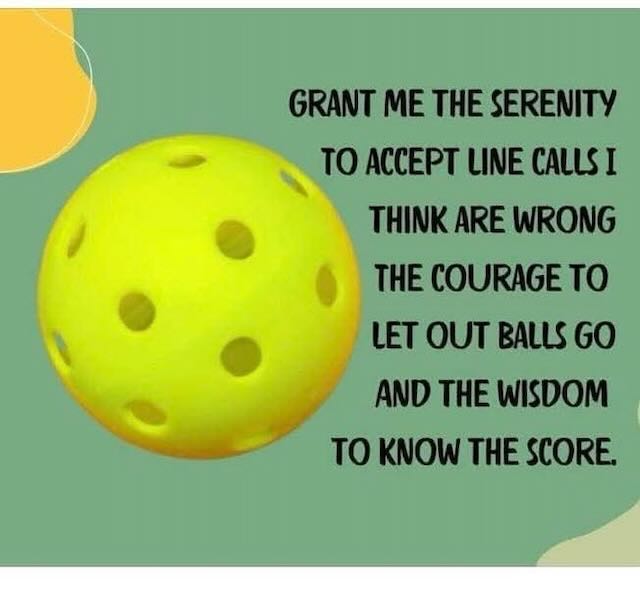 GRANT ME THE SERENITY
TO ACCEPT LINE CALLS I
THINK ARE WRONG
THE COURAGE TO
LET OUT BALLS GO
AND THE WISDOM
TO KNOW THE SCORE.